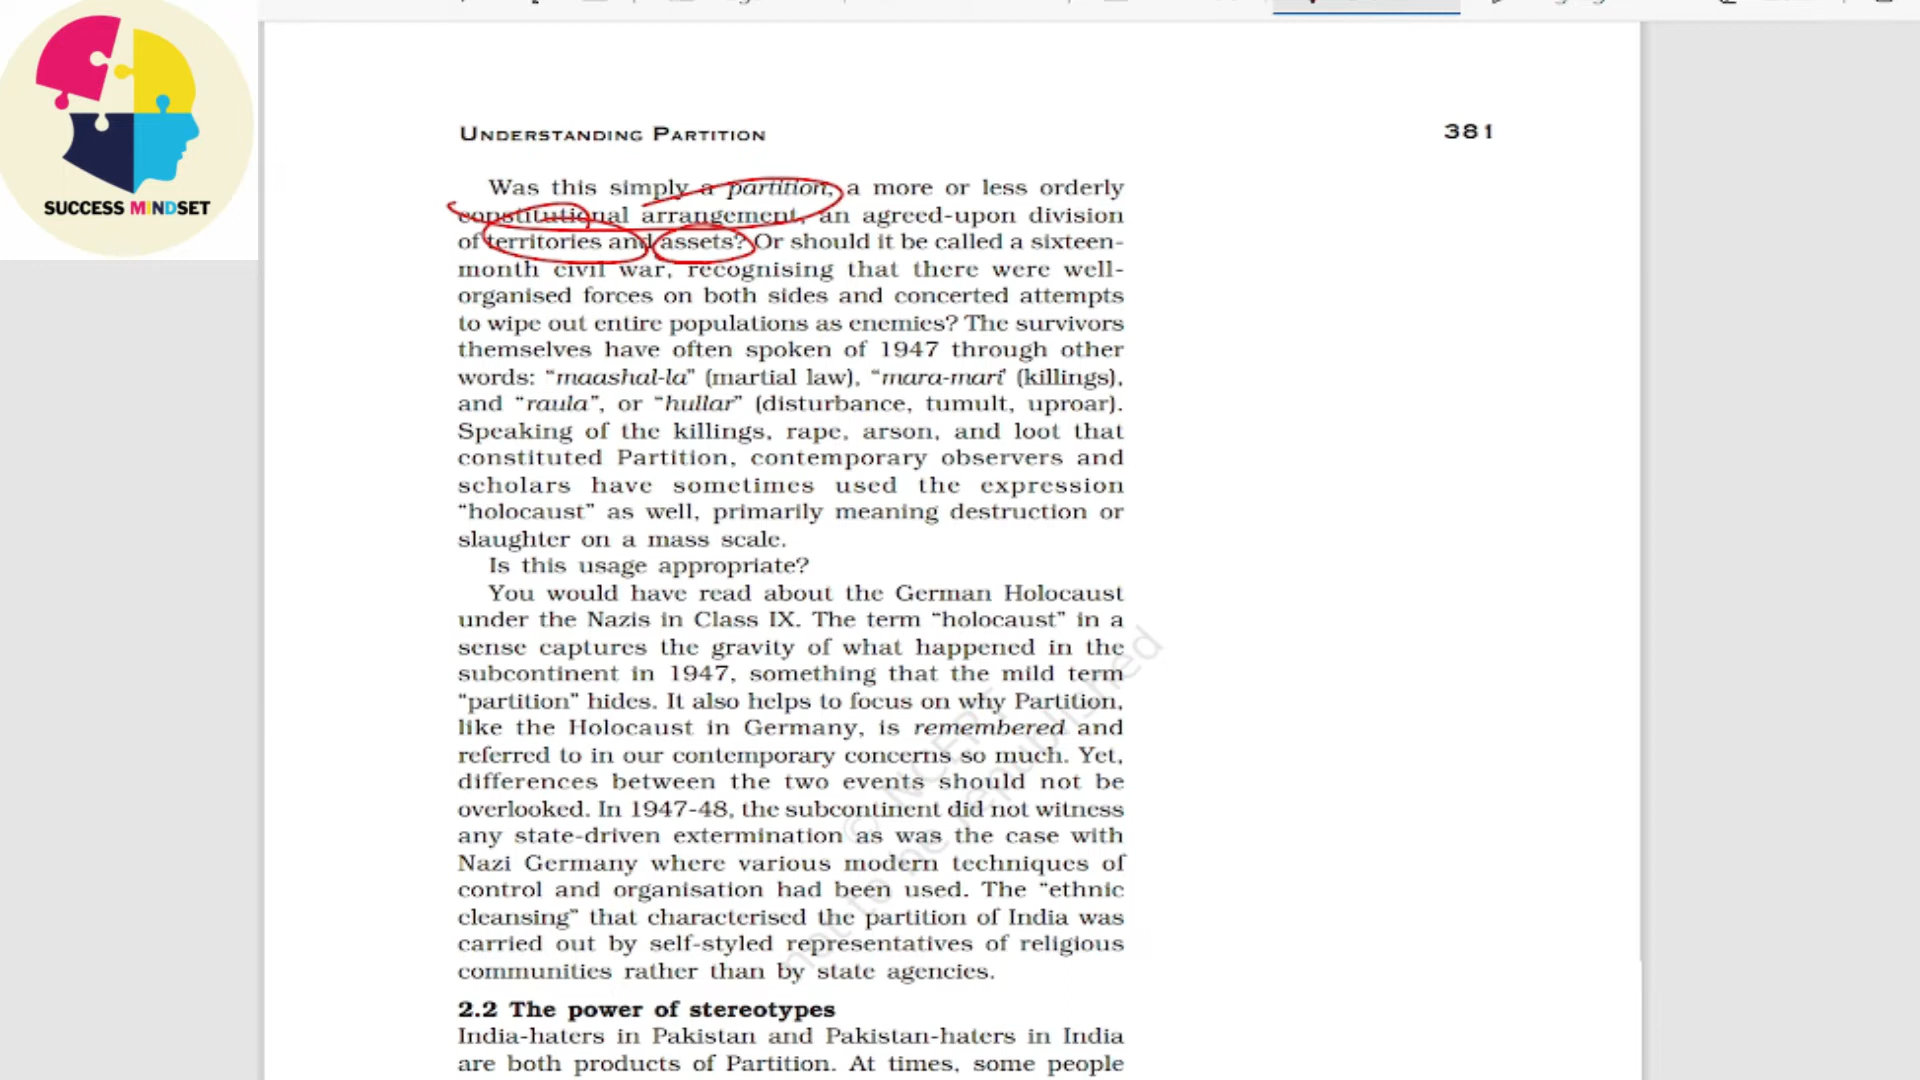 SUCCESS MINDSET
UNDERSTANDING PARTITION
381
Was this simply a partition, a more or less orderly
constitutional arrangement, an agreed-upon division
of territories and assets? Or should it be called a sixteen-
month civil war, recognising that there were well-
organised forces on both sides and concerted attempts
to wipe out entire populations as enemies? The survivors
themselves have often spoken of 1947 through other
words: “maashal-la” (martial law), “mara-mari’ (killings),
and “raula”, or “hullar” (disturbance, tumult, uproar).
Speaking of the killings, rape, arson, and loot that
constituted Partition, contemporary observers and
scholars have sometimes used the expression
“holocaust” as well, primarily meaning destruction or
slaughter on a mass scale.
Is this usage appropriate?
You would have read about the German Holocaust
under the Nazis in Class IX. The term “holocaust” in a
sense captures the gravity of what happened in the
subcontinent in 1947, something that the mild term
“partition” hides. It also helps to focus on why Partition,
like the Holocaust in Germany, is remembered and
referred to in our contemporary concerns so much. Yet,
differences between the two events should not be
overlooked. In 1947-48, the subcontinent did not witness
any state-driven extermination as was the case with
Nazi Germany where various modern techniques of
control and organisation had been used. The “ethnic
cleansing” that characterised the partition of India was
carried out by self-styled representatives of religious
communities rather than by state agencies.
2.2 The power of stereotypes
India-haters in Pakistan and Pakistan-haters in India
are both products of Partition. At times, some people
© NCERT
not to be republished